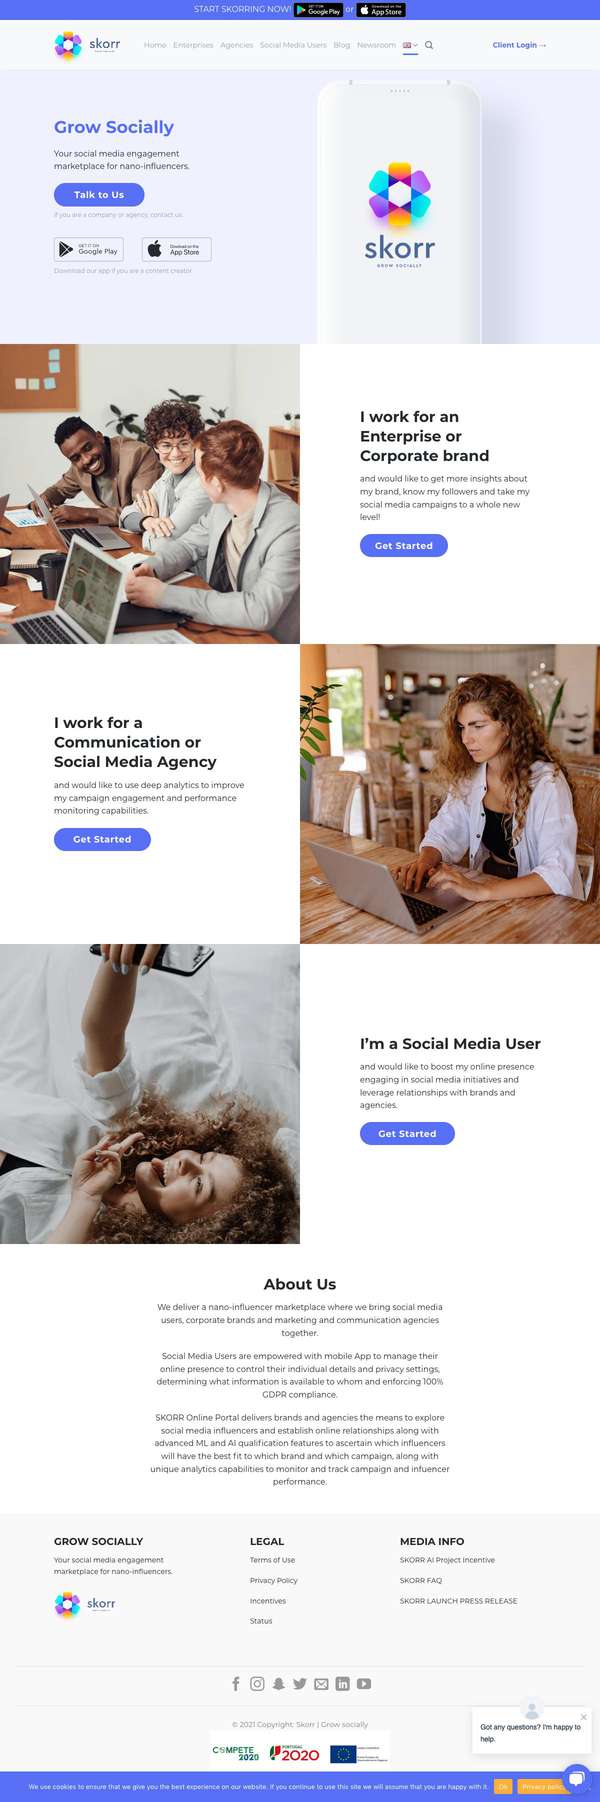 START SKORRING NOW! GET IT ON Google Play or Download on the App Store
skorr
Home Enterprises Agencies Social Media Users Blog Newsroom
Client Login →
Grow Socially
Your social media engagement
marketplace for nano-influencers.
Talk to Us
If you are a company or agency, contact us.
GET IT ON
Google Play
Download on the
App Store
Download our app if you are a content creator
skorr
GROW SOCIALLY
I work for an
Enterprise or
Corporate brand
and would like to get more insights about
my brand, know my followers and take my
social media campaigns to a whole new
level!
Get Started
I work for a
Communication or
Social Media Agency
and would like to use deep analytics to improve
my campaign engagement and performance
monitoring capabilities.
Get Started
I'm a Social Media User
and would like to boost my online presence
engaging in social media initiatives and
leverage relationships with brands and
agencies.
Get Started
About Us
We deliver a nano-influencer marketplace where we bring social media
users, corporate brands and marketing and communication agencies
together.
Social Media Users are empowered with mobile App to manage their
online presence to control their individual details and privacy settings,
determining what information is available to whom and enforcing 100%
GDPR compliance.
SKORR Online Portal delivers brands and agencies the means to explore
social media influencers and establish online relationships along with
advanced ML and AI qualification features to ascertain which influencers
will have the best fit to which brand and which campaign, along with
unique analytics capabilities to monitor and track campaign and infuencer
performance.
GROW SOCIALLY
Your social media engagement
marketplace for nano-influencers.
skorr
LEGAL
Terms of Use
Privacy Policy
Incentives
Status
MEDIA INFO
SKORR AI Project Incentive
SKORR FAQ
SKORR LAUNCH PRESS RELEASE
© 2021 Copyright: Skorr | Grow socially
COMPETE
2020
PORTUGAL
2020
Got any questions? I'm happy to
help.
We use cookies to ensure that we give you the best experience on our website. If you continue to use this site we will assume that you are happy with it.
Ok
Privacy policy